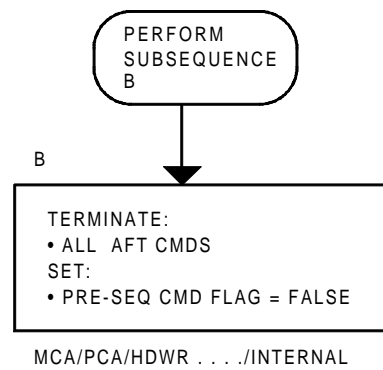 PERFORM
SUBSEQUENCE
B
B
TERMINATE:
• ALL AFT CMDS
SET:
• PRE-SEQ CMD FLAG = FALSE
MCA/PCA/HDWR . . . ./INTERNAL